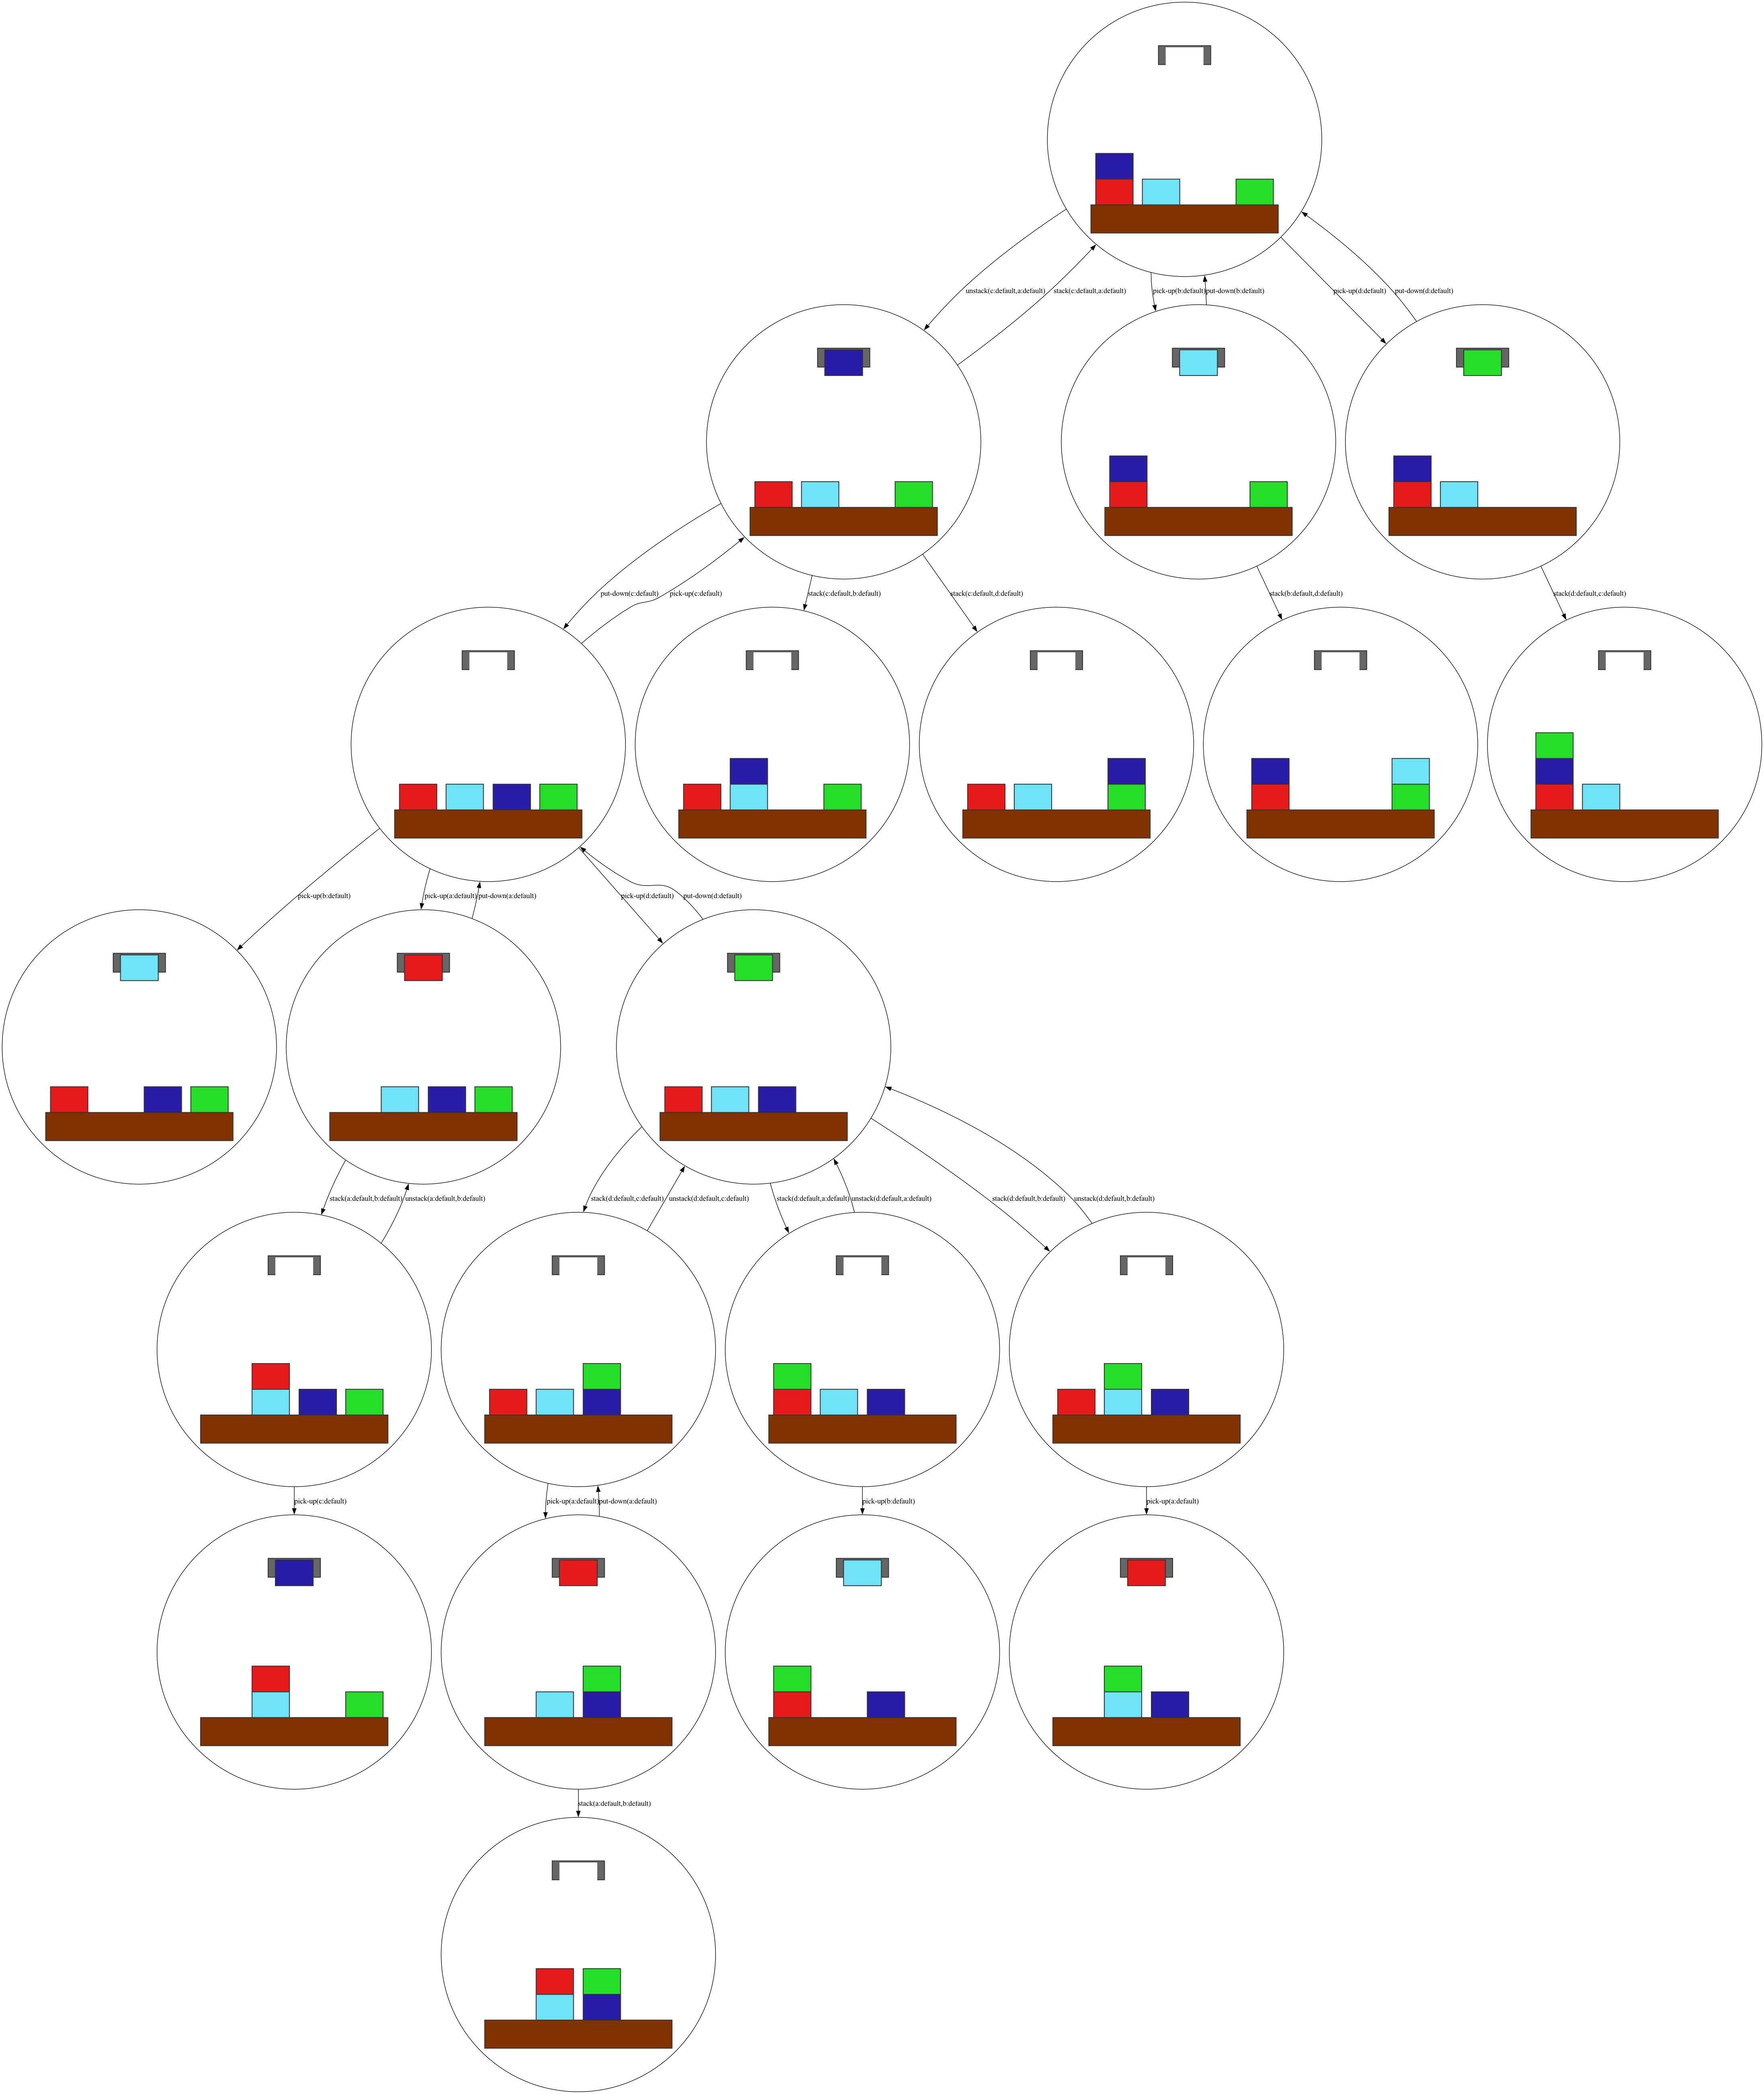 unstack(c:default,a:default)
stack(c:default,a:default)
pick-up(b:default)
put-down(b:default)
pick-up(d:default)
put-down(d:default)
put-down(c:default)
pick-up(c:default)
stack(c:default,b:default)
stack(c:default,d:default)
stack(b:default,d:default)
stack(d:default,c:default)
pick-up(b:default)
pick-up(a:default)
put-down(a:default)
pick-up(d:default)
put-down(d:default)
stack(a:default,b:default)
unstack(a:default,b:default)
stack(d:default,c:default)
unstack(d:default,c:default)
stack(d:default,a:default)
unstack(d:default,a:default)
stack(d:default,b:default)
unstack(d:default,b:default)
pick-up(c:default)
pick-up(a:default)
put-down(a:default)
pick-up(b:default)
pick-up(a:default)
stack(a:default,b:default)